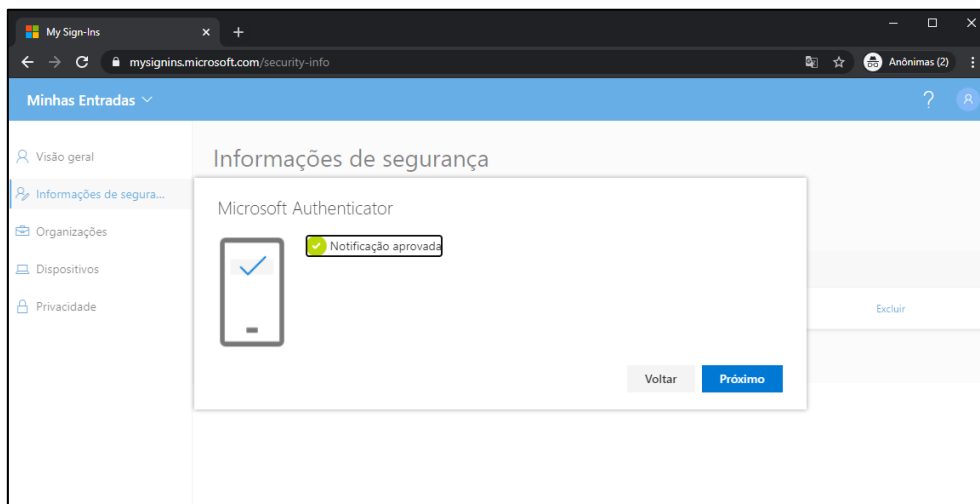 My Sign-Ins
mysignins.microsoft.com/security-info
Anônimas (2)
Minhas Entradas
?
Visão geral
Informações de segura...
Organizações
Dispositivos
Privacidade
Informações de segurança
Microsoft Authenticator
Notificação aprovada
Excluir
Voltar
Próximo